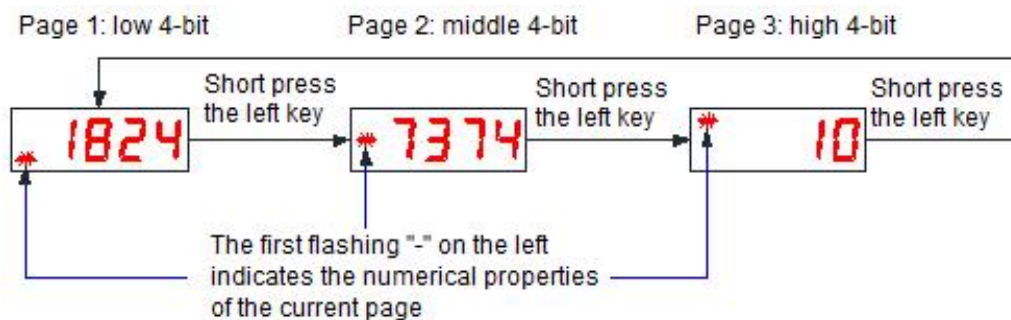 Page 1: low 4-bit
Page 2: middle 4-bit
Page 3: high 4-bit
Short press
the left key
Short press
the left key
Short press
the left key
1824
7374
10
The first flashing "-" on the left
indicates the numerical properties
of the current page